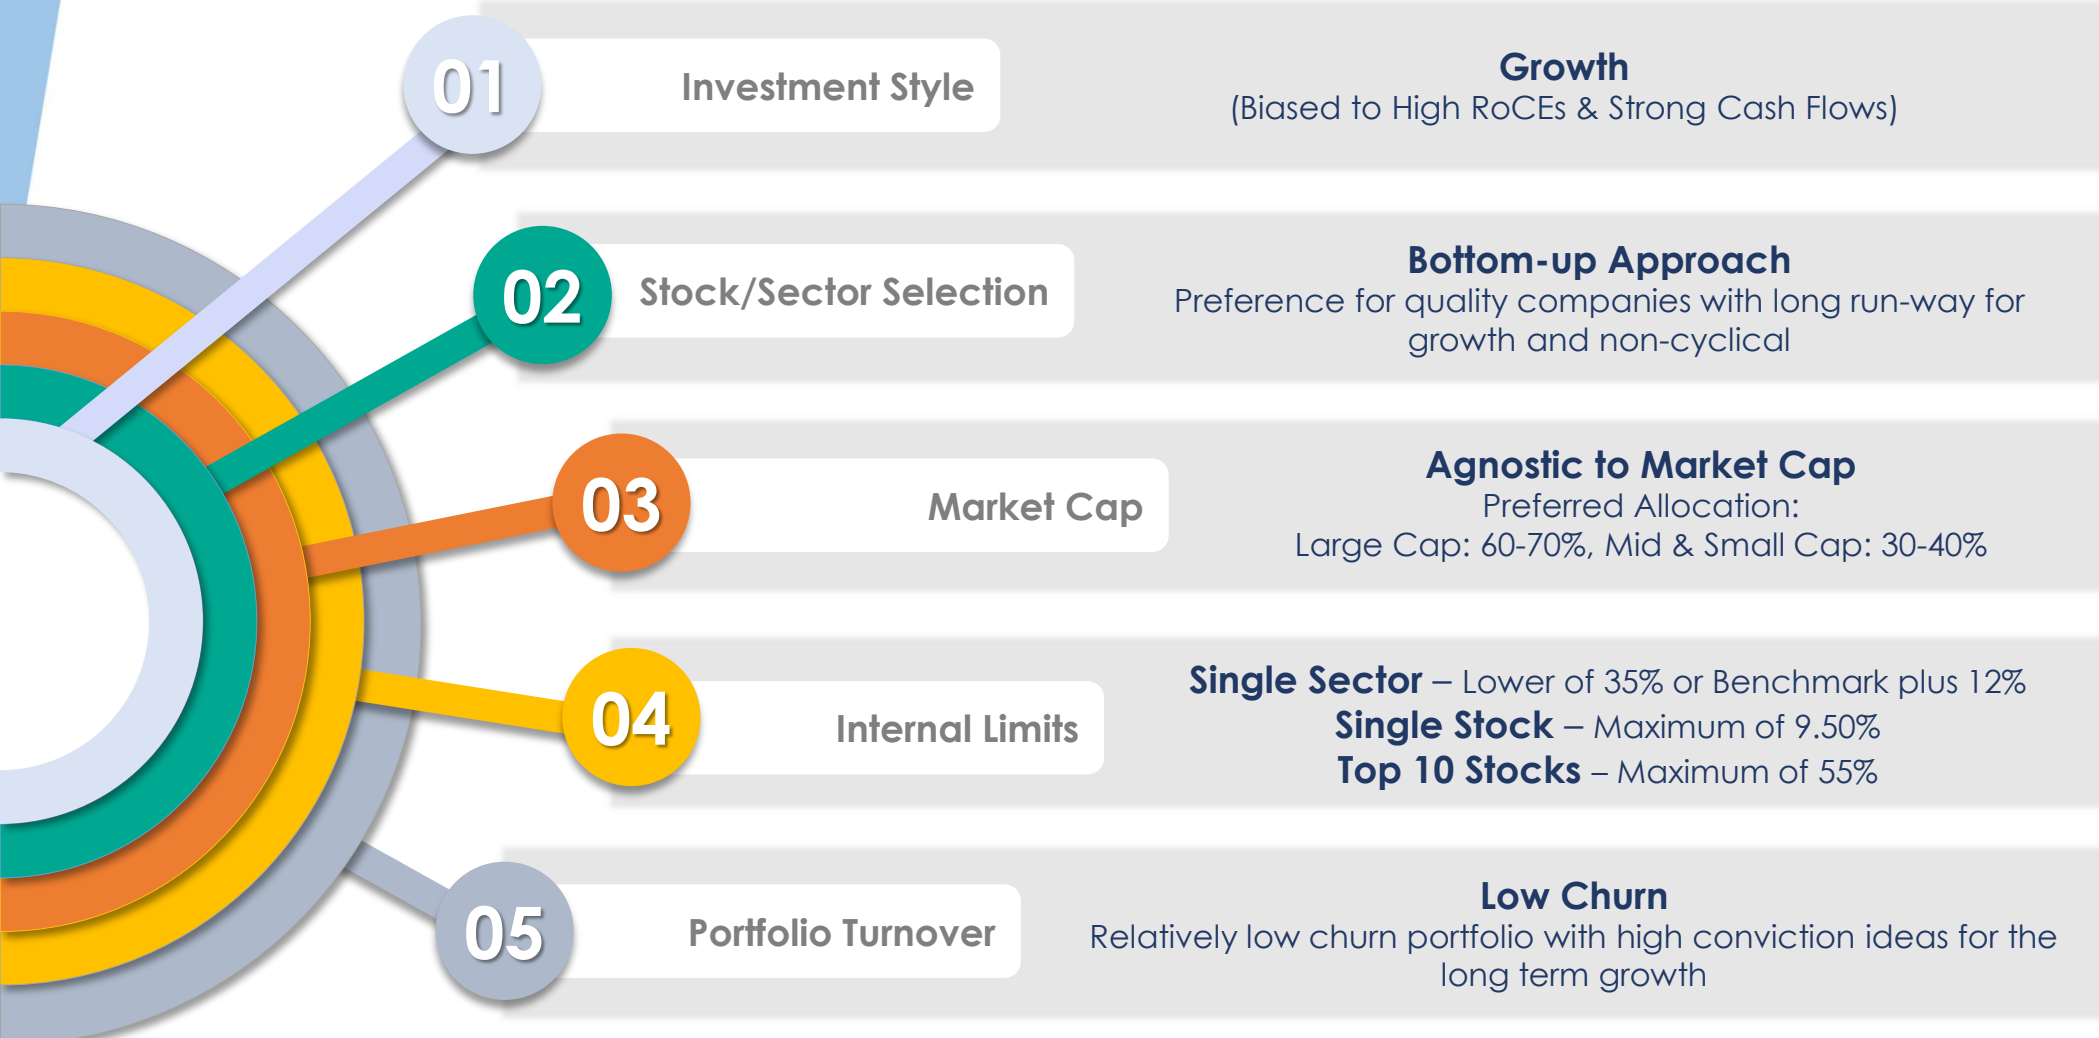 01
Investment Style
Growth
(Biased to High RoCEs & Strong Cash Flows)
02
Stock/Sector Selection
Bottom-up Approach
Preference for quality companies with long run-way for
growth and non-cyclical
03
Market Cap
Agnostic to Market Cap
Preferred Allocation:
Large Cap: 60-70%, Mid & Small Cap: 30-40%
04
Internal Limits
Single Sector – Lower of 35% or Benchmark plus 12%
Single Stock – Maximum of 9.50%
Top 10 Stocks – Maximum of 55%
05
Portfolio Turnover
Low Churn
Relatively low churn portfolio with high conviction ideas for the
long term growth